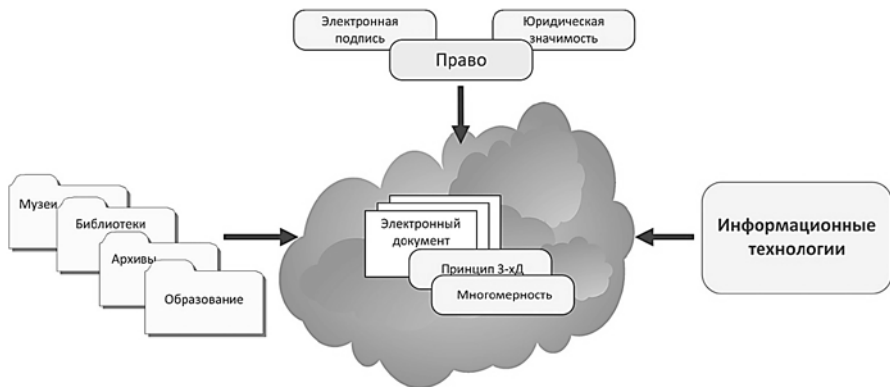 Электронная
подпись
Юридическая
значимость
Право
Музеи
Библиотеки
Архивы
Образование
Электронный
документ
Принцип 3-хД
Многомерность
Информационные
технологии